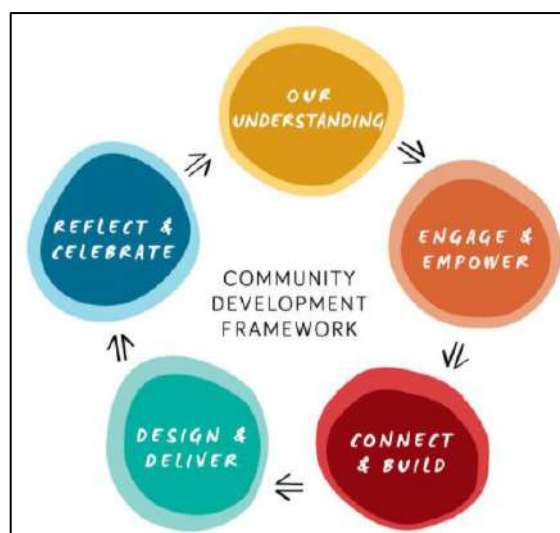 OUR
UNDERSTANDING
ENGAGE &
EMPOWER
CONNECT
& BUILD
DESIGN &
DELIVER
REFLECT &
CELEBRATE
COMMUNITY
DEVELOPMENT
FRAMEWORK